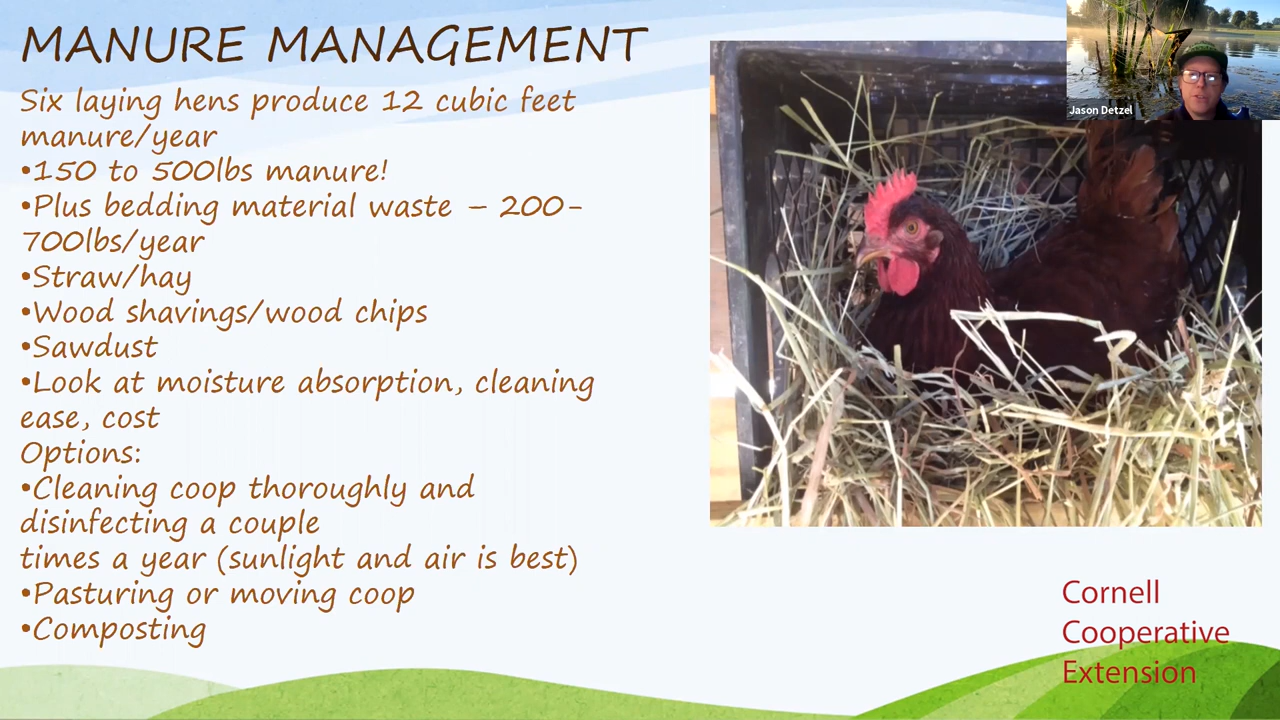 MANURE MANAGEMENT
Six laying hens produce 12 cubic feet
manure/year
•150 to 500lbs manure!
•Plus bedding material waste – 200-
700lbs/year
•Straw/hay
•Wood shavings/wood chips
•Sawdust
•Look at moisture absorption, cleaning
ease, cost
Options:
•Cleaning coop thoroughly and
disinfecting a couple
times a year (sunlight and air is best)
•Pasturing or moving coop
•Composting
Jason Detzel
Cornell
Cooperative
Extension